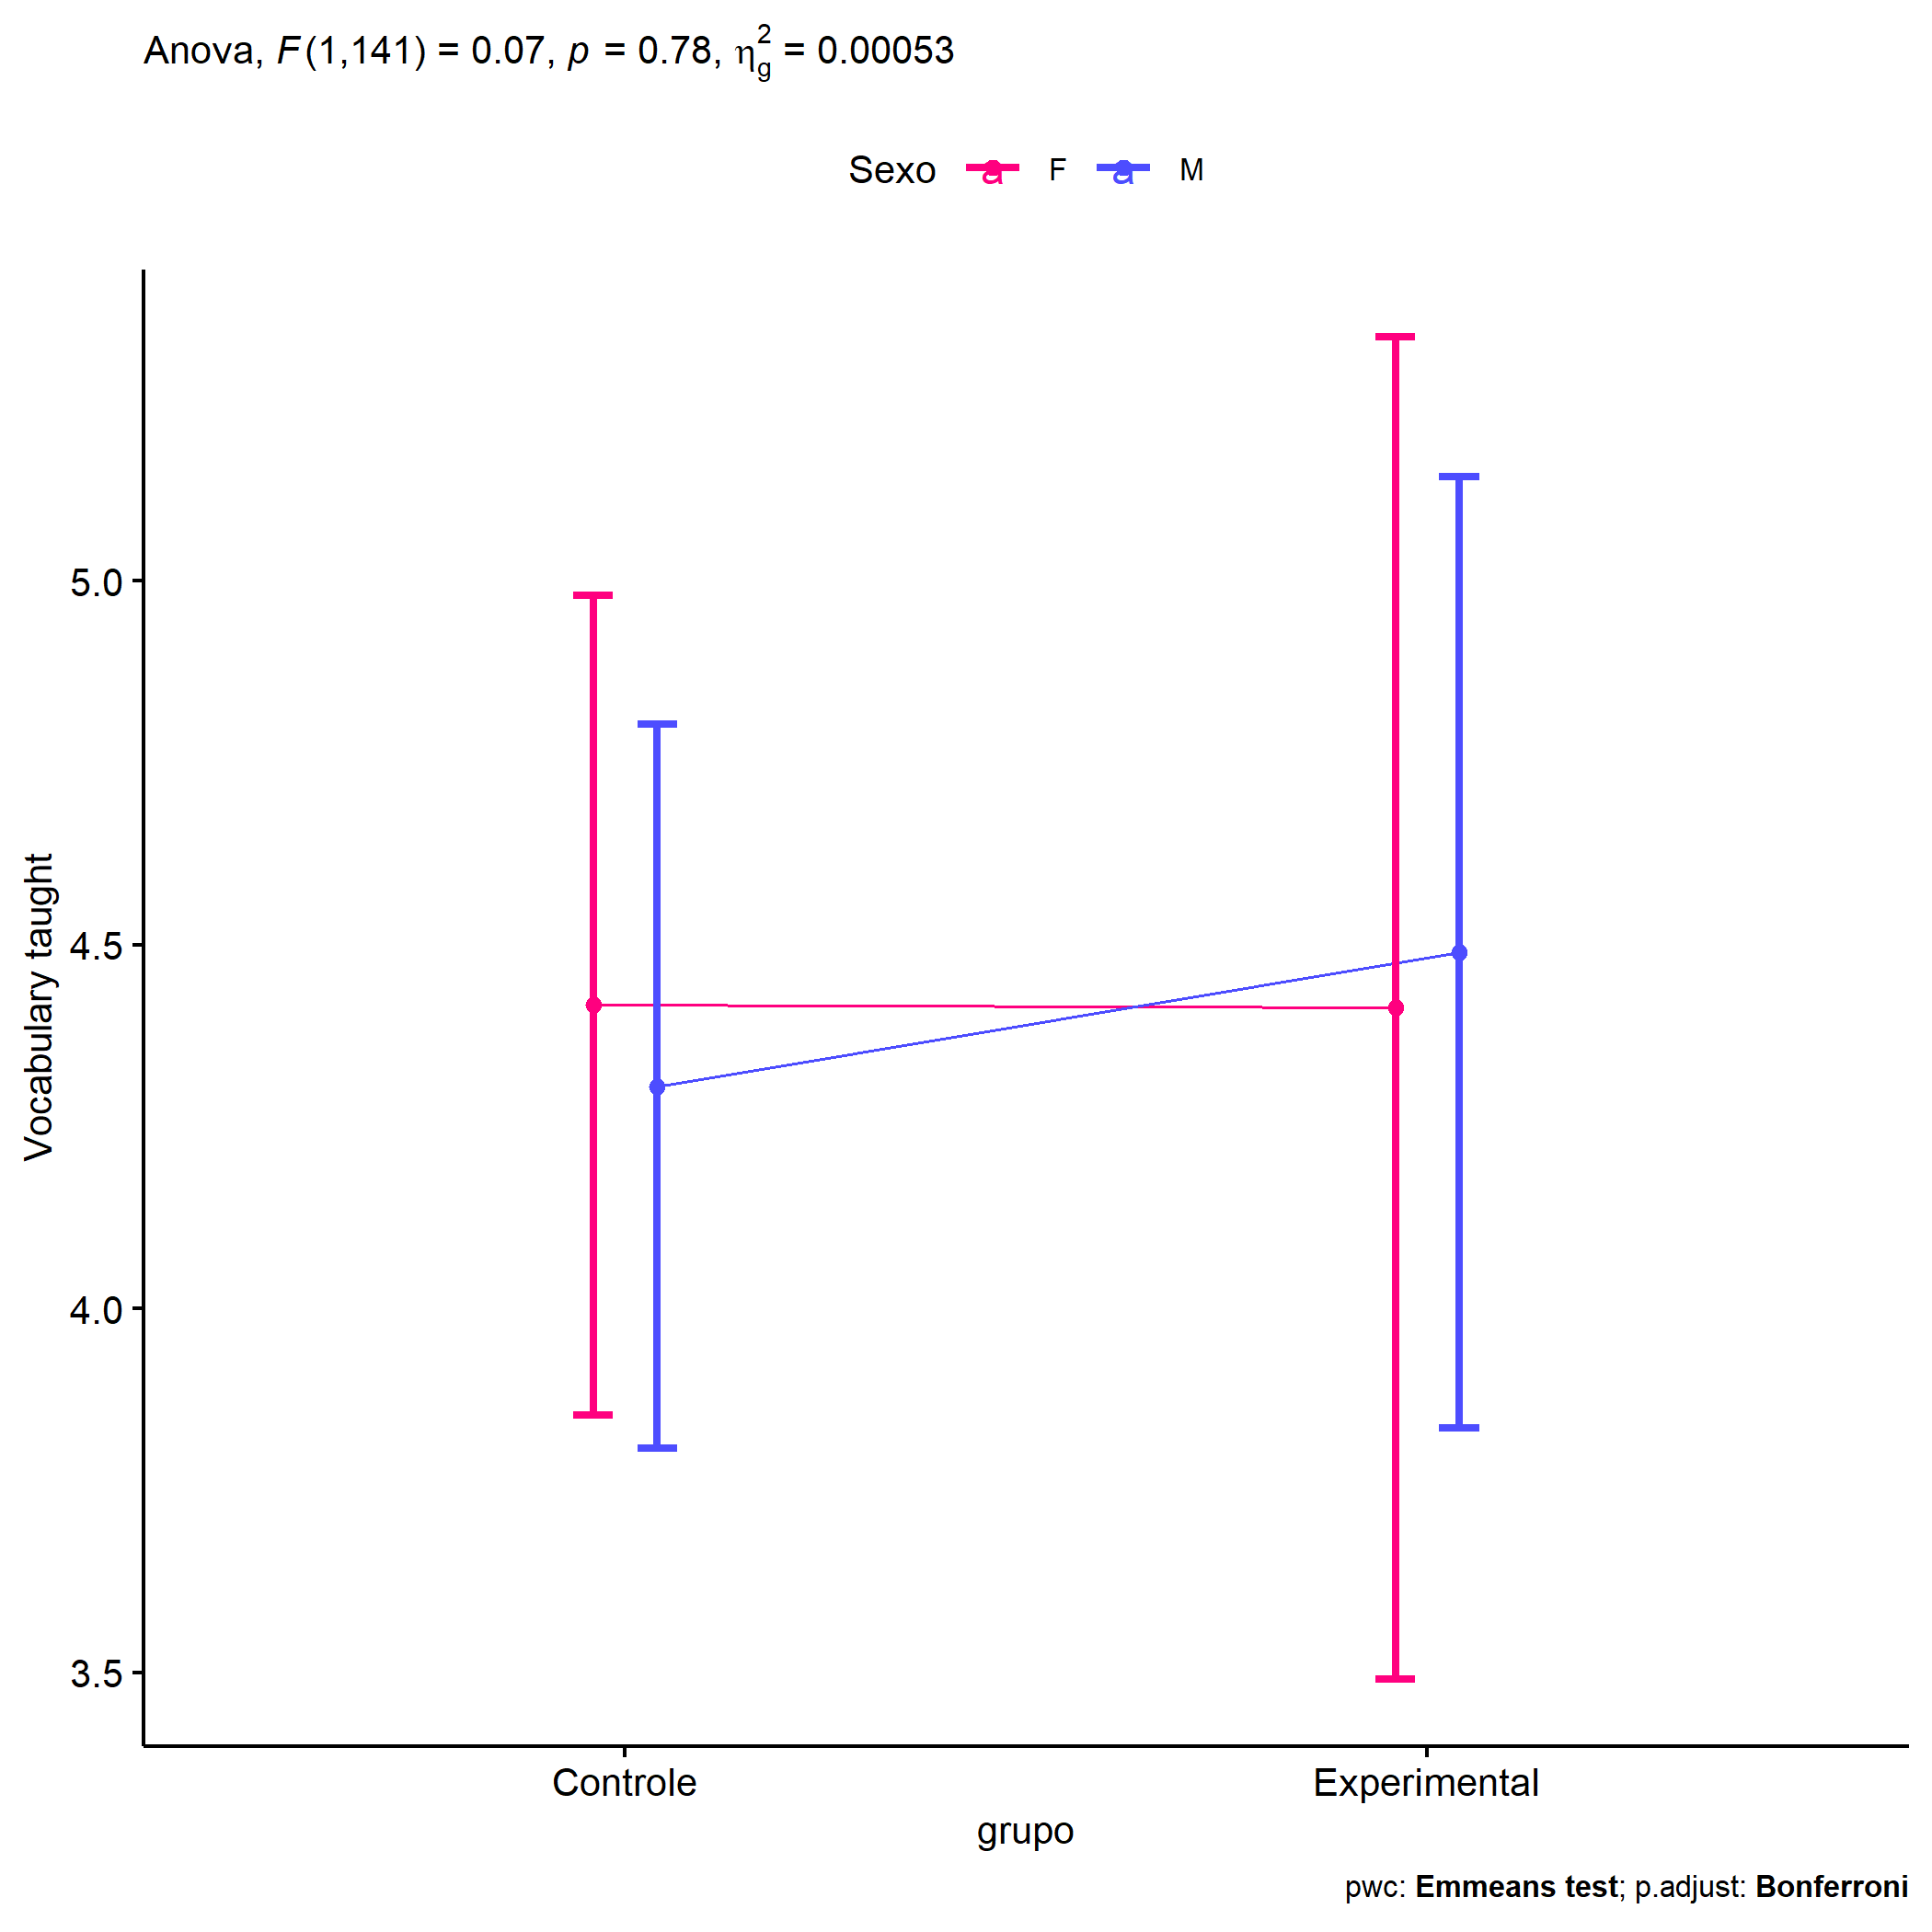 Anova, F(1,141) = 0.07, p = 0.78, η²g = 0.00053
Sexo a F a M
5.0
4.5
4.0
3.5
Vocabulary taught
Controle Experimental
grupo
pwc: Emmeans test; p.adjust: Bonferroni